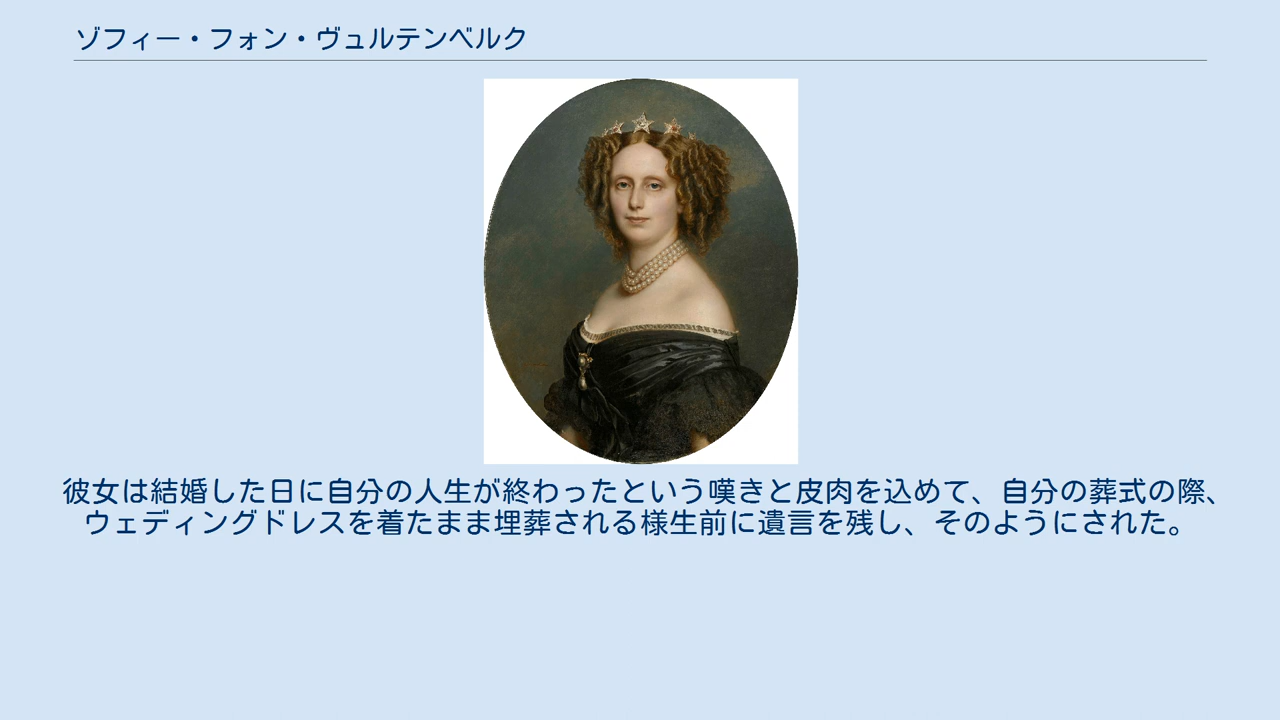 ゾフィー・フォン・ヴュルテンベルク
彼女は結婚した日に自分の人生が終わったという嘆きと皮肉を込めて、自分の葬式の際、
ウェディングドレスを着たまま埋葬される様生前に遺言を残し、そのようにされた。